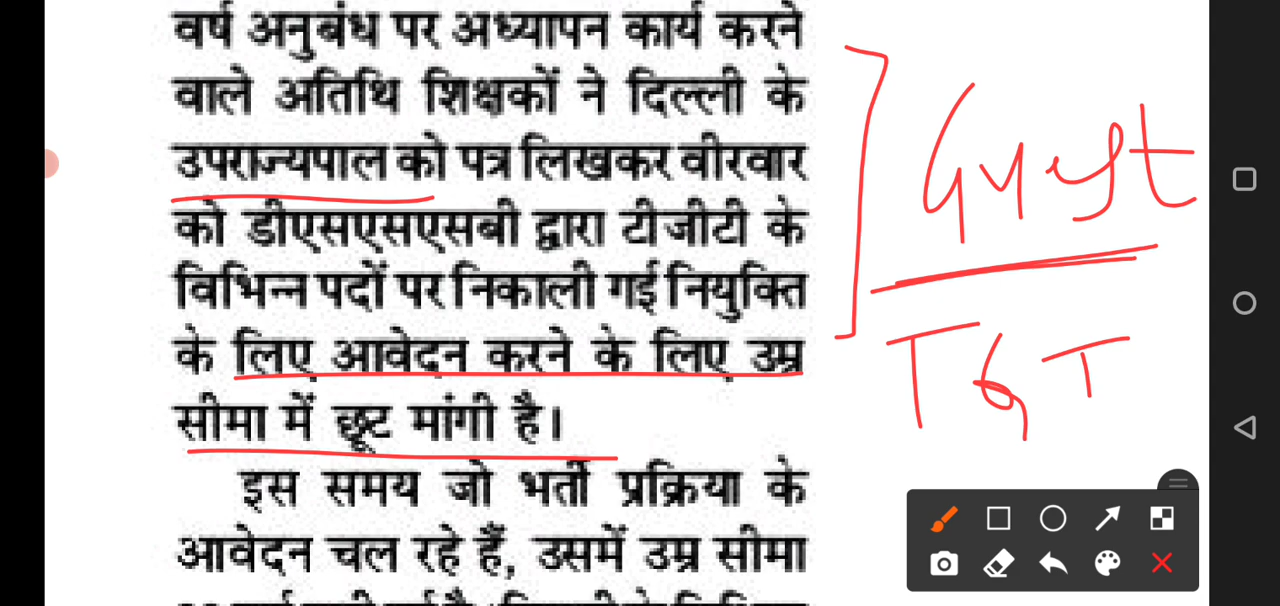 वर्ष अनुबंध पर अध्यापन कार्य करने
वाले अतिथि शिक्षकों ने दिल्ली के
उपराज्यपाल को पत्र लिखकर वीरवार
को डीएसएसएसबी द्वारा टीजीटी के
विभिन्न पदों पर निकाली गई नियुक्ति
के लिए आवेदन करने के लिए उम्र
सीमा में छूट मांगी है।
इस समय जो भर्ती प्रक्रिया के
आवेदन चल रहे हैं, उसमें उम्र सीमा
Guest
TGT